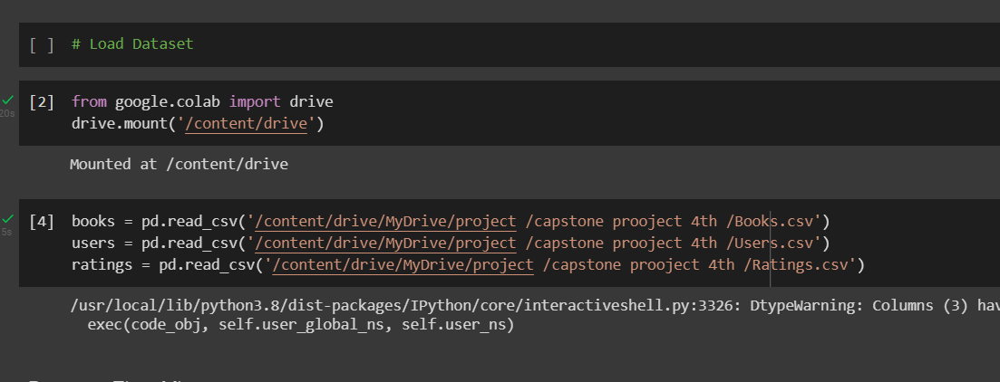 [ ] # Load Dataset
[2] from google.colab import drive
20s drive.mount('/content/drive')
Mounted at /content/drive
[4] books = pd.read_csv('/content/drive/MyDrive/project /capstone prooject 4th /Books.csv')
5s users = pd.read_csv('/content/drive/MyDrive/project /capstone prooject 4th /Users.csv')
ratings = pd.read_csv('/content/drive/MyDrive/project /capstone prooject 4th /Ratings.csv')
/usr/local/lib/python3.8/dist-packages/IPython/core/interactiveshell.py:3326: DtypeWarning: Columns (3) hav
exec(code_obj, self.user_global_ns, self.user_ns)